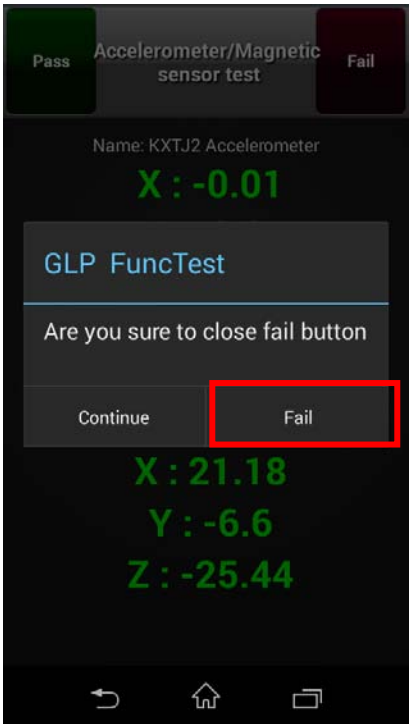 Pass
Accelerometer/Magnetic
sensor test
Fail
Name: KXTJ2 Accelerometer
X : -0.01
GLP FuncTest
Are you sure to close fail button
Continue
Fail
X : 21.18
Y : -6.6
Z : -25.44